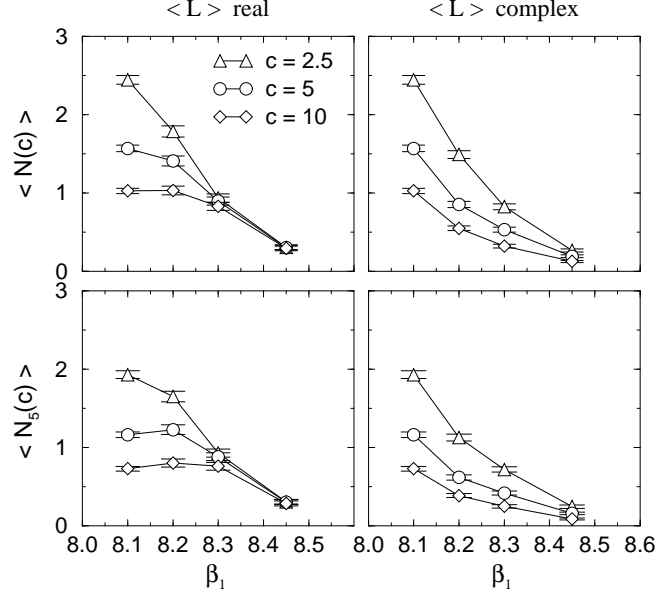 < L > real < L > complex
3
c = 2.5
c = 5
c = 10
2
< N(c) >
1
0
3
2
< N₅(c) >
1
0
8.0 8.1 8.2 8.3 8.4 8.5 8.0 8.1 8.2 8.3 8.4 8.5 8.6
β₁ β₁